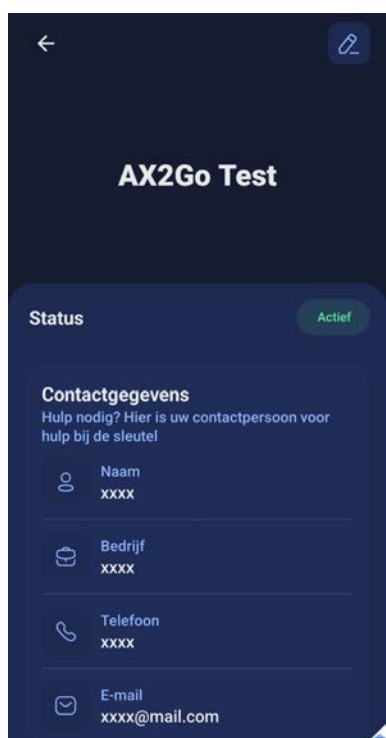 AX2Go Test
Status
Actief
Contactgegevens
Hulp nodig? Hier is uw contactpersoon voor
hulp bij de sleutel
Naam
xxxx
Bedrijf
xxxx
Telefoon
xxxx
E-mail
xxxx@mail.com